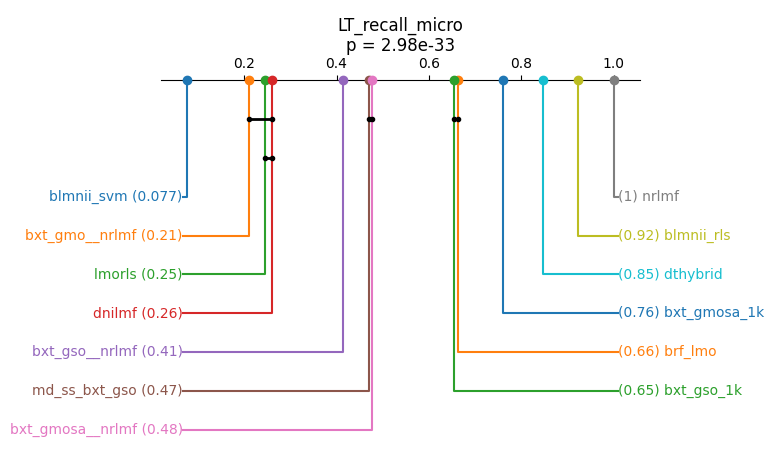 LT_recall_micro
p = 2.98e-33
0.2 0.4 0.6 0.8 1.0
blmnii_svm (0.077)
(1) nrlmf
bxt_gmo__nrlmf (0.21)
(0.92) blmnii_rls
lmorls (0.25)
(0.85) dthybrid
dnilmf (0.26)
(0.76) bxt_gmosa_1k
bxt_gso__nrlmf (0.41)
(0.66) brf_lmo
md_ss_bxt_gso (0.47)
(0.65) bxt_gso_1k
bxt_gmosa__nrlmf (0.48)